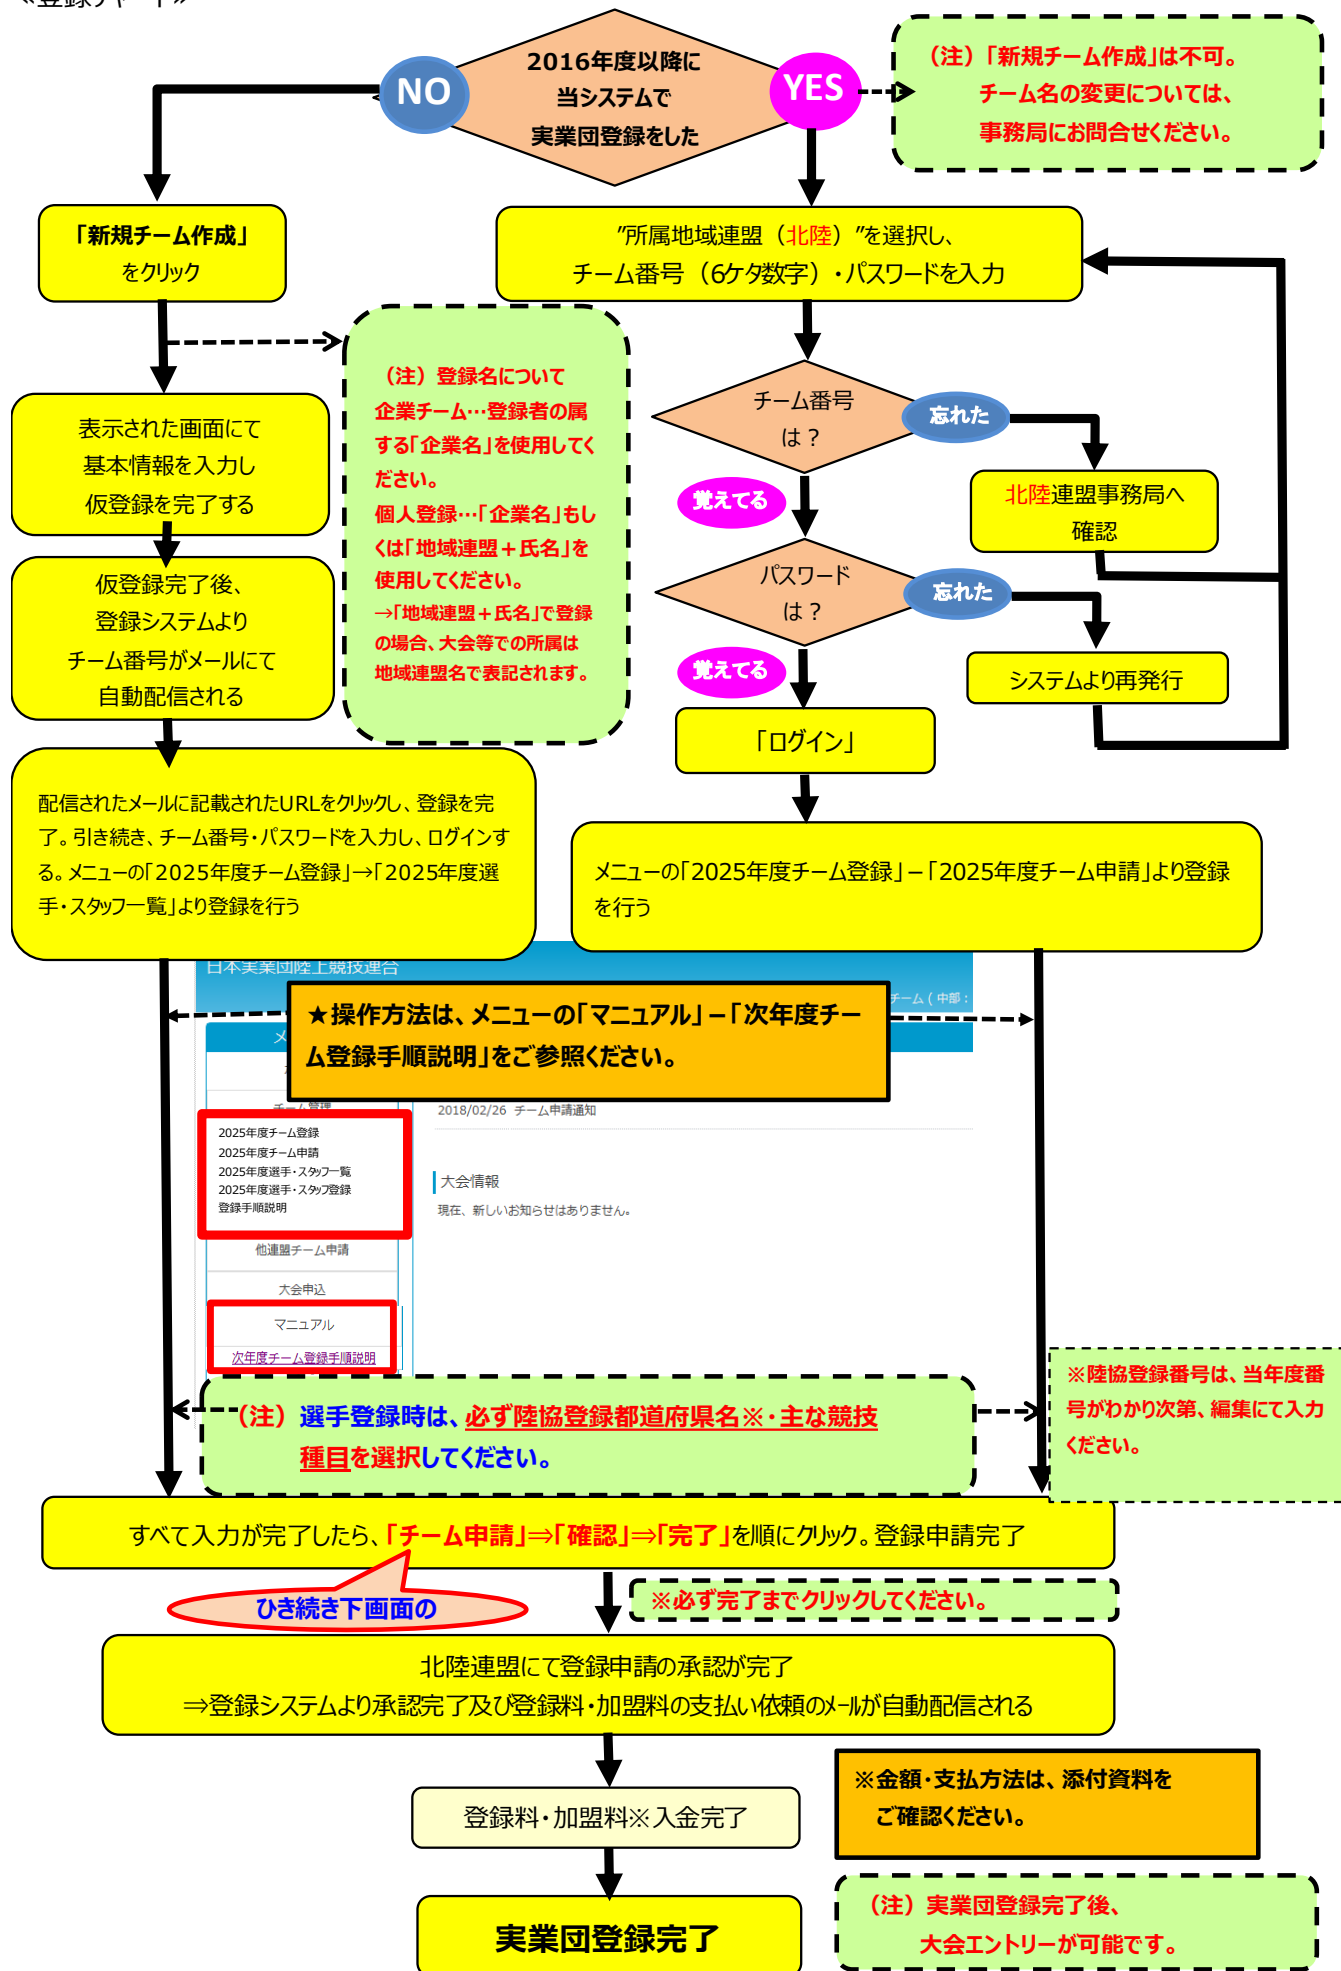 ≪登録チャート≫
2016年度以降に
当システムで
実業団登録をした
NO
YES
（注）「新規チーム作成」は不可。
チーム名の変更については、
事務局にお問合せください。
「新規チーム作成」
をクリック
”所属地域連盟（北陸）”を選択し、
チーム番号（6ケタ数字）・パスワードを入力
（注）登録名について
企業チーム…登録者の属
する「企業名」を使用してく
ださい。
個人登録…「企業名」もし
くは「地域連盟＋氏名」を
使用してください。
→「地域連盟＋氏名」で登録
の場合、大会等での所属は
地域連盟名で表記されます。
表示された画面にて
基本情報を入力し
仮登録を完了する
チーム番号
は？
忘れた
覚えてる
北陸連盟事務局へ
確認
仮登録完了後、
登録システムより
チーム番号がメールにて
自動配信される
パスワード
は？
忘れた
覚えてる
システムより再発行
「ログイン」
配信されたメールに記載されたURLをクリックし、登録を完
了。引き続き、チーム番号・パスワードを入力し、ログインす
る。メニューの「2025年度チーム登録」→「2025年度選
手・スタッフ一覧」より登録を行う
メニューの「2025年度チーム登録」－「2025年度チーム申請」より登録
を行う
日本実業団陸上競技連合
チーム ( 中部 :
★操作方法は、メニューの「マニュアル」－「次年度チー
ム登録手順説明」をご参照ください。
メ
チーム管理
2018/02/26 チーム申請通知
2025年度チーム登録
2025年度チーム申請
2025年度選手・スタッフ一覧
2025年度選手・スタッフ登録
登録手順説明
大会情報
現在、新しいお知らせはありません。
他連盟チーム申請
大会申込
マニュアル
次年度チーム登録手順説明
（注）選手登録時は、必ず陸協登録都道府県名※・主な競技
種目を選択してください。
※陸協登録番号は、当年度番
号がわかり次第、編集にて入力
ください。
すべて入力が完了したら、「チーム申請」⇒「確認」⇒「完了」を順にクリック。登録申請完了
ひき続き下画面の
※必ず完了までクリックしてください。
北陸連盟にて登録申請の承認が完了
⇒登録システムより承認完了及び登録料・加盟料の支払い依頼のメールが自動配信される
登録料・加盟料※入金完了
※金額・支払方法は、添付資料を
ご確認ください。
実業団登録完了
（注）実業団登録完了後、
大会エントリーが可能です。